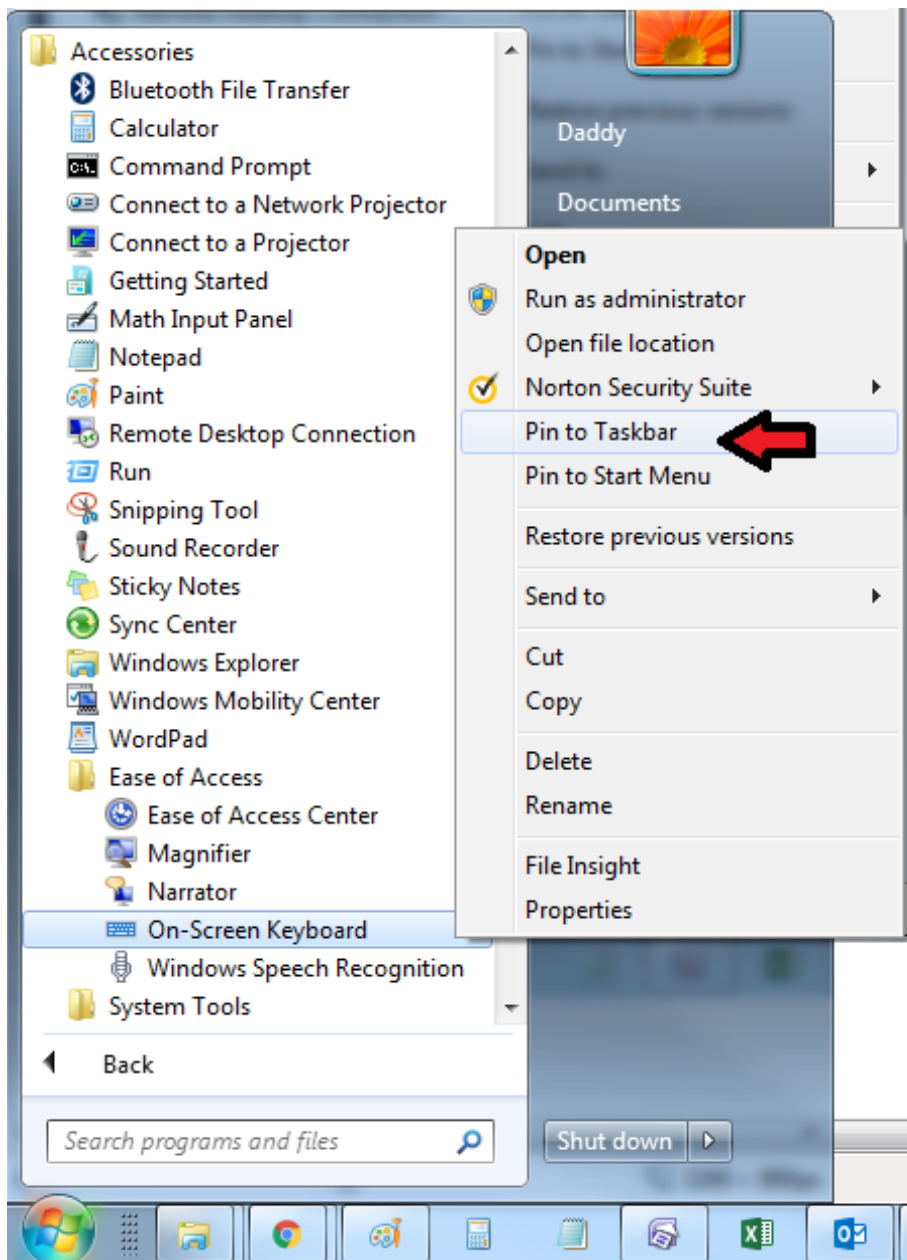 Accessories
Bluetooth File Transfer
Calculator
Command Prompt
Connect to a Network Projector
Connect to a Projector
Getting Started
Math Input Panel
Notepad
Paint
Remote Desktop Connection
Run
Snipping Tool
Sound Recorder
Sticky Notes
Sync Center
Windows Explorer
Windows Mobility Center
WordPad
Ease of Access
Ease of Access Center
Magnifier
Narrator
On-Screen Keyboard
Windows Speech Recognition
System Tools
Back
Search programs and files
Daddy
Documents
Open
Run as administrator
Open file location
Norton Security Suite
Pin to Taskbar
Pin to Start Menu
Restore previous versions
Send to
Cut
Copy
Delete
Rename
File Insight
Properties
Shut down